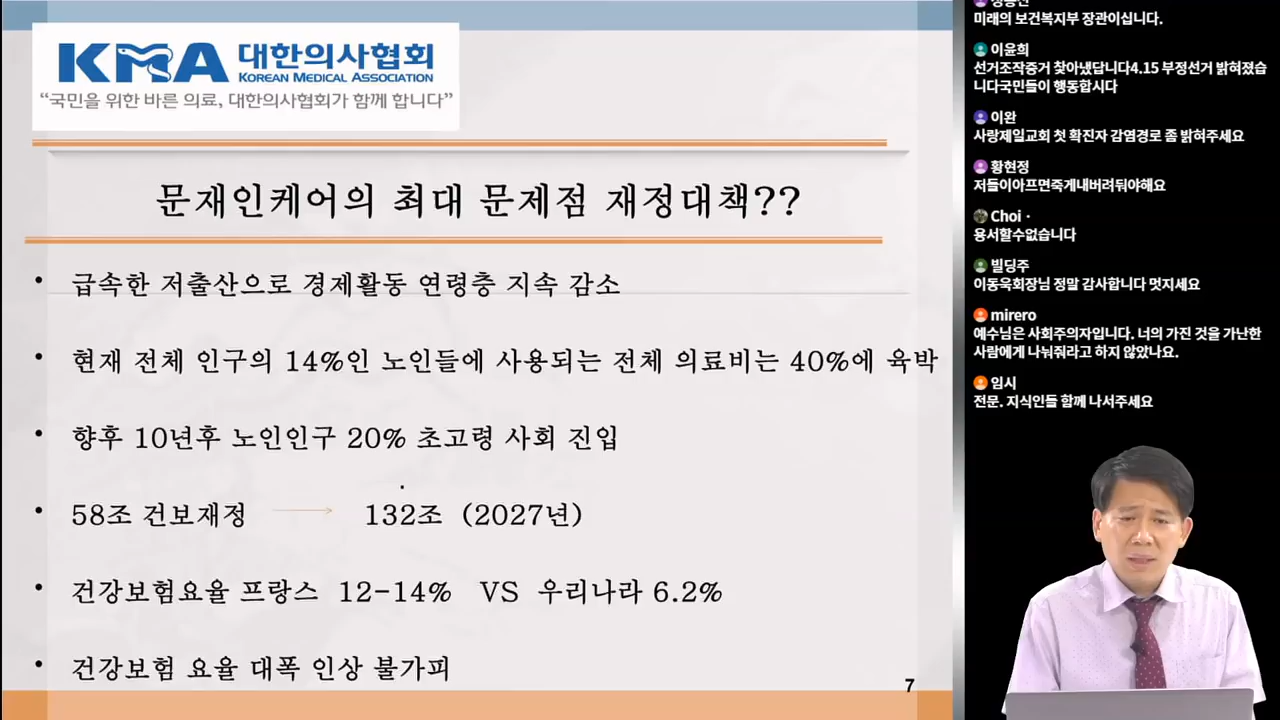 KMA 대한의사협회
KOREAN MEDICAL ASSOCIATION
“국민을 위한 바른 의료, 대한의사협회가 함께 합니다”
문재인케어의 최대 문제점 재정대책??
• 급속한 저출산으로 경제활동 연령층 지속 감소
• 현재 전체 인구의 14%인 노인들에 사용되는 전체 의료비는 40%에 육박
• 향후 10년후 노인인구 20% 초고령 사회 진입
• 58조 건보재정 → 132조 (2027년)
• 건강보험요율 프랑스 12-14% VS 우리나라 6.2%
• 건강보험 요율 대폭 인상 불가피
7
미래의 보건복지부 장관이십니다.
이윤희
선거조작증거 찾아냈답니다4.15 부정선거 밝혀졌습
니다국민들이 행동합시다
이완
사랑제일교회 첫 확진자 감염경로 좀 밝혀주세요
황현정
저들이아프면죽게내버려둬야해요
Choi ·
용서할수없습니다
빌딩주
이동욱회장님 정말 감사합니다 멋지세요
mirero
예수님은 사회주의자입니다. 너의 가진 것을 가난한
사람에게 나눠줘라고 하지 않았나요.
임시
전문. 지식인들 함께 나서주세요